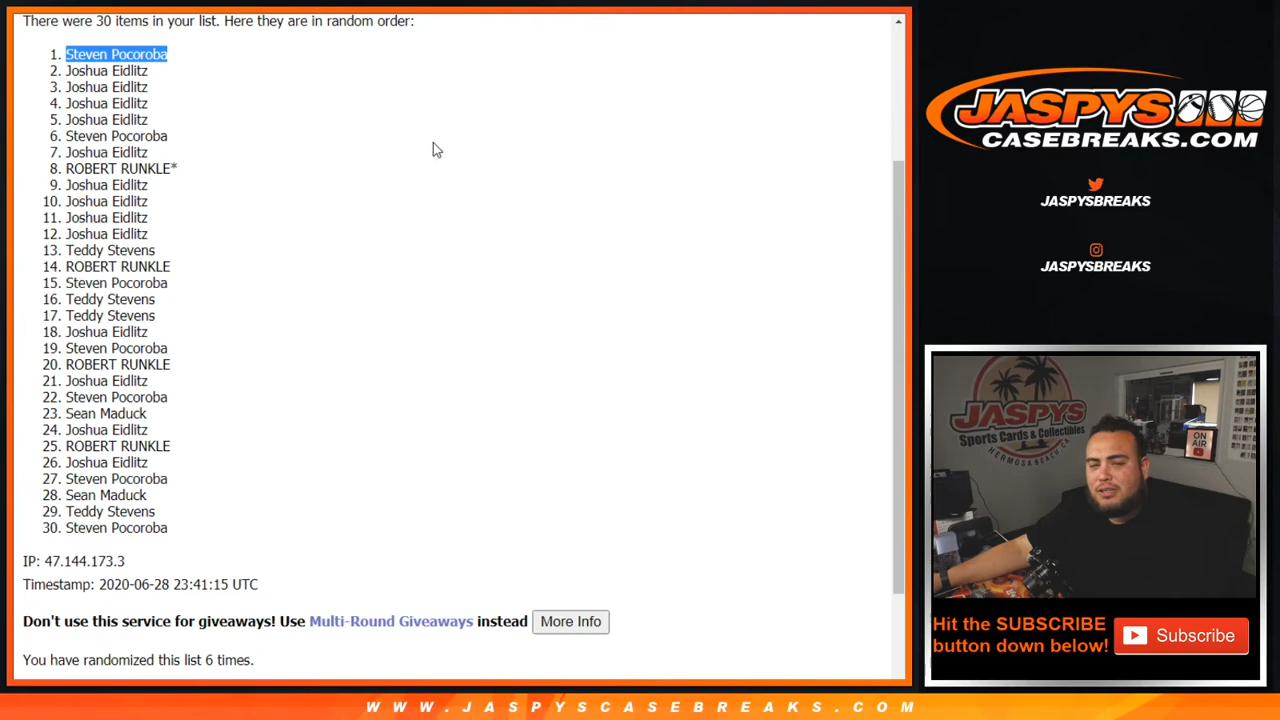 There were 30 items in your list. Here they are in random order:
1. Steven Pocoroba
2. Joshua Eidlitz
3. Joshua Eidlitz
4. Joshua Eidlitz
5. Joshua Eidlitz
6. Steven Pocoroba
7. Joshua Eidlitz
8. ROBERT RUNKLE*
9. Joshua Eidlitz
10. Joshua Eidlitz
11. Joshua Eidlitz
12. Joshua Eidlitz
13. Teddy Stevens
14. ROBERT RUNKLE
15. Steven Pocoroba
16. Teddy Stevens
17. Teddy Stevens
18. Joshua Eidlitz
19. Steven Pocoroba
20. ROBERT RUNKLE
21. Joshua Eidlitz
22. Steven Pocoroba
23. Sean Maduck
24. Joshua Eidlitz
25. ROBERT RUNKLE
26. Joshua Eidlitz
27. Steven Pocoroba
28. Sean Maduck
29. Teddy Stevens
30. Steven Pocoroba
IP: 47.144.173.3
Timestamp: 2020-06-28 23:41:15 UTC
Don't use this service for giveaways! Use Multi-Round Giveaways instead More Info
You have randomized this list 6 times.
JASPYS
CASEBREAKS.COM
JASPYSBREAKS
JASPYSBREAKS
JASPYS
Sports Cards & Collectibles
HERMOSA BEACH, CA
ON
AIR
Hit the SUBSCRIBE
button down below!
Subscribe
WWW.JASPYSCASEBREAKS.COM